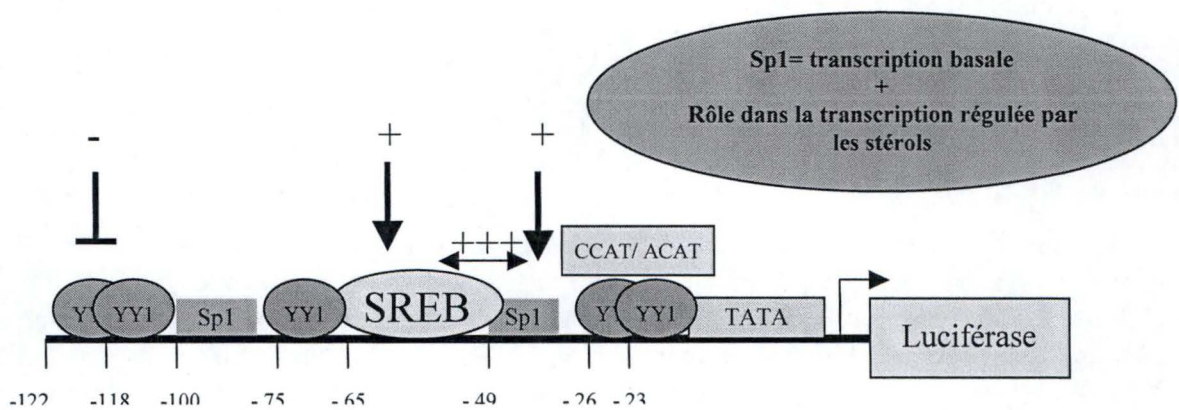 Sp1= transcription basale
+
Rôle dans la transcription régulée par
les stérols
-
+
+
+++
CCAT/ ACAT
Y
YY1
Sp1
YY1
SREB
Sp1
Y
YY1
TATA
Luciférase
-122
-118
-100
-75
-65
-49
-26
-23